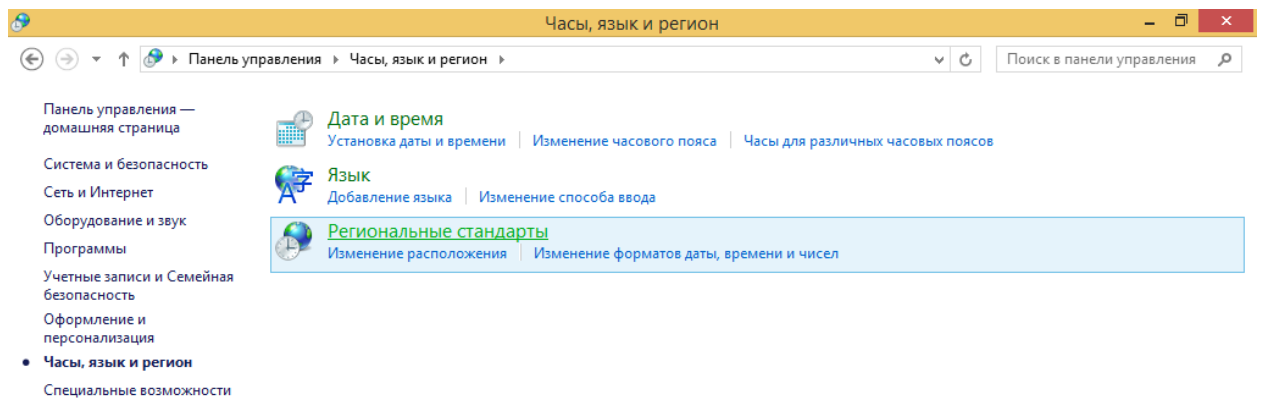 Часы, язык и регион
Панель управления Часы, язык и регион Поиск в панели управления
Панель управления —
домашняя страница
Система и безопасность
Сеть и Интернет
Оборудование и звук
Программы
Учетные записи и Семейная
безопасность
Оформление и
персонализация
Часы, язык и регион
Специальные возможности
Дата и время
Установка даты и времени Изменение часового пояса Часы для различных часовых поясов
Язык
Добавление языка Изменение способа ввода
Региональные стандарты
Изменение расположения Изменение форматов даты, времени и чисел